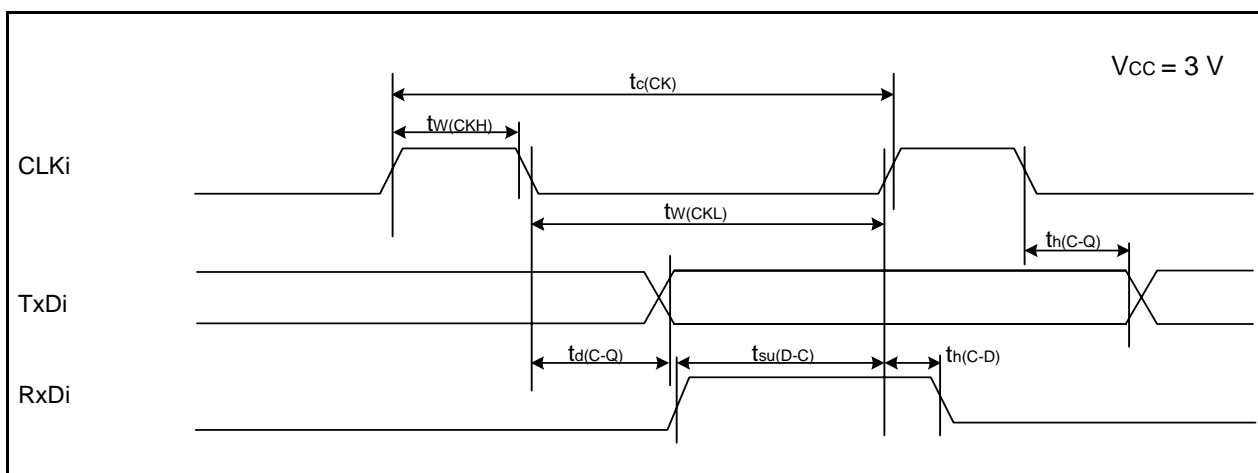 VCC = 3 V
tc(CK)
tW(CKH)
CLKi
tW(CKL)
th(C-Q)
TxDi
td(C-Q)
tsu(D-C)
th(C-D)
RxDi